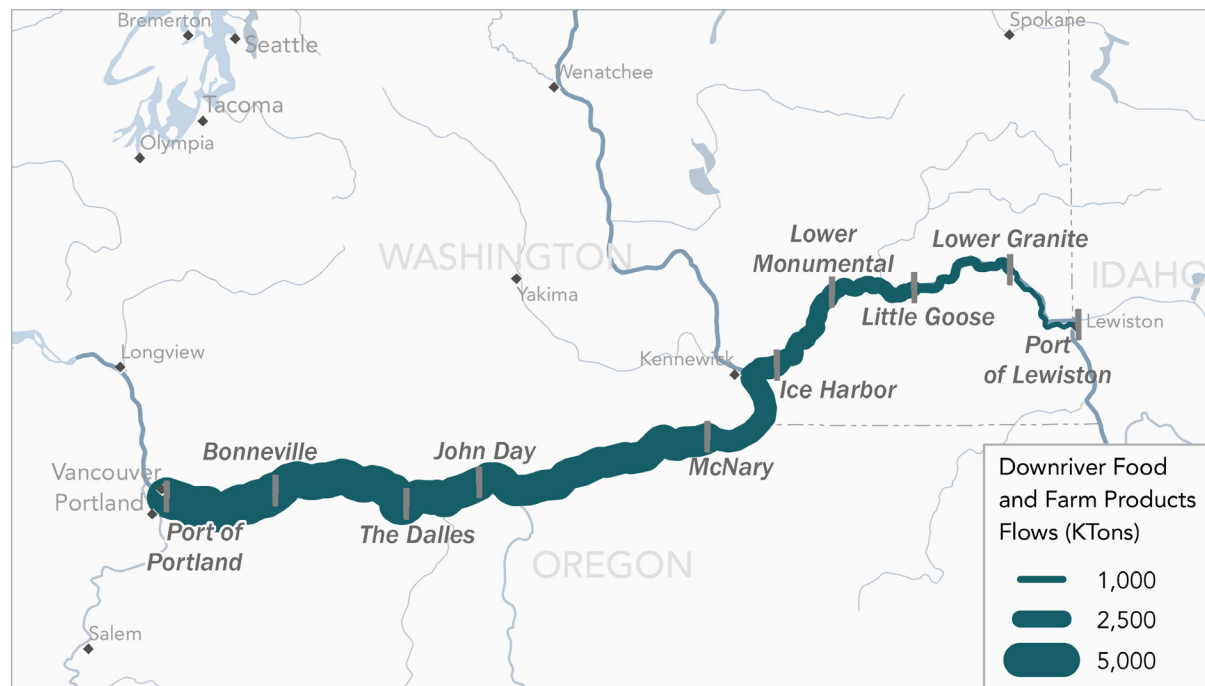 Bremerton
Seattle
Spokane
Wenatchee
Tacoma
Olympia
WASHINGTON
Yakima
Lower
Monumental
Lower Granite
IDAHO
Little Goose
Lewiston
Port
of Lewiston
Longview
Kennewick
Ice Harbor
Bonneville
John Day
McNary
Vancouver
Portland
Port of
Portland
The Dalles
OREGON
Salem
Downriver Food
and Farm Products
Flows (KTons)
1,000
2,500
5,000